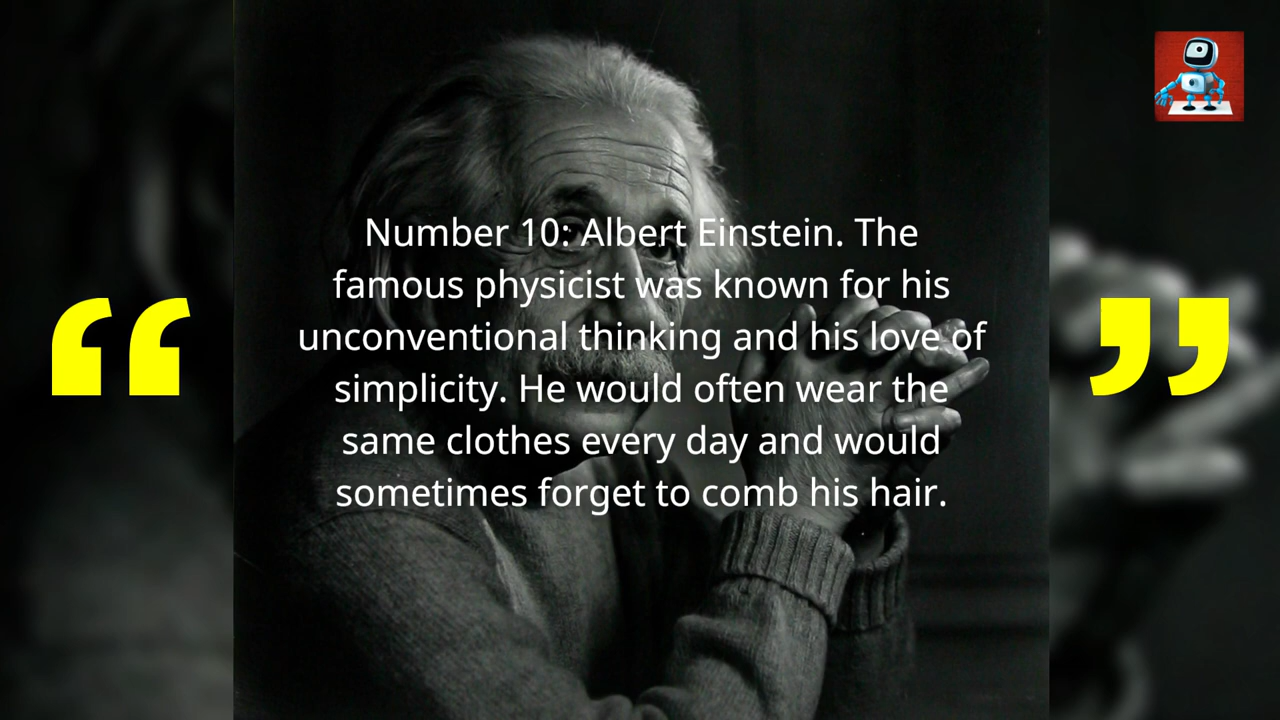 Number 10: Albert Einstein. The
famous physicist was known for his
unconventional thinking and his love of
simplicity. He would often wear the
same clothes every day and would
sometimes forget to comb his hair.